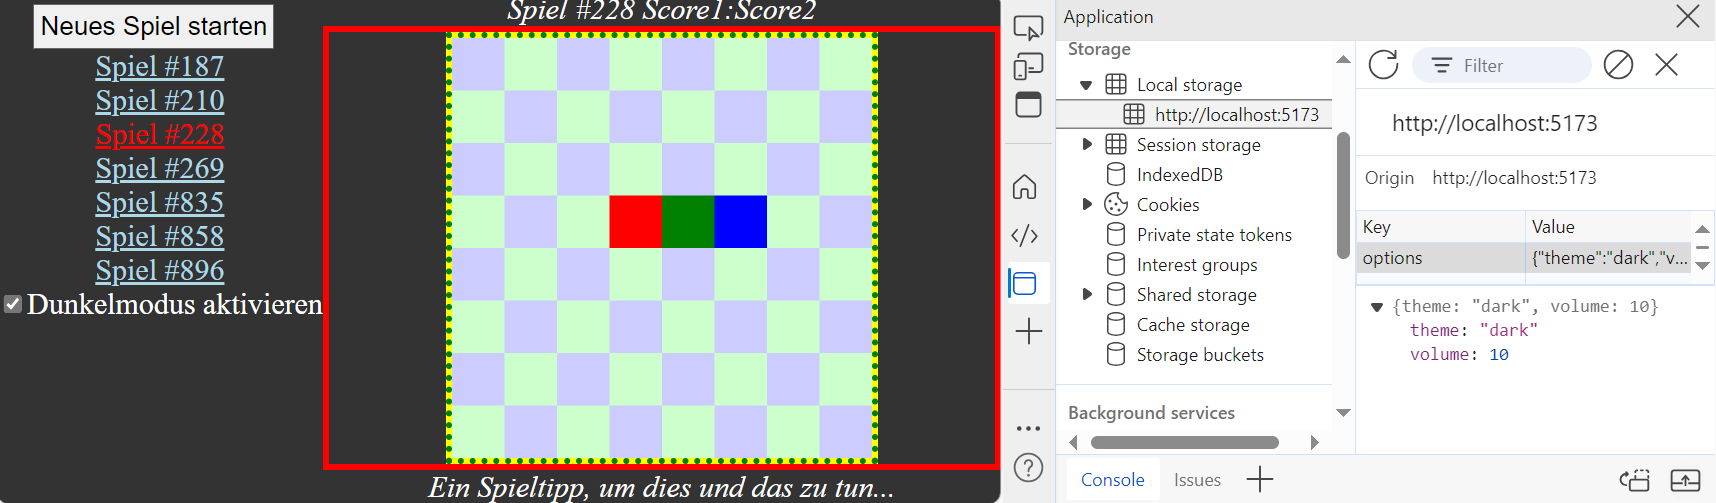 Neues Spiel starten
Spiel #187
Spiel #210
Spiel #228
Spiel #269
Spiel #835
Spiel #858
Spiel #896
Dunkelmodus aktivieren
Spiel #228 Score1:Score2
Ein Spieltipp, um dies und das zu tun...
Application
Storage
Local storage
http://localhost:5173
Session storage
IndexedDB
Cookies
Private state tokens
Interest groups
Shared storage
Cache storage
Storage buckets
Background services
Filter
http://localhost:5173
Origin http://localhost:5173
Key Value
options {"theme":"dark","v...
{theme: "dark", volume: 10}
theme: "dark"
volume: 10
Console Issues